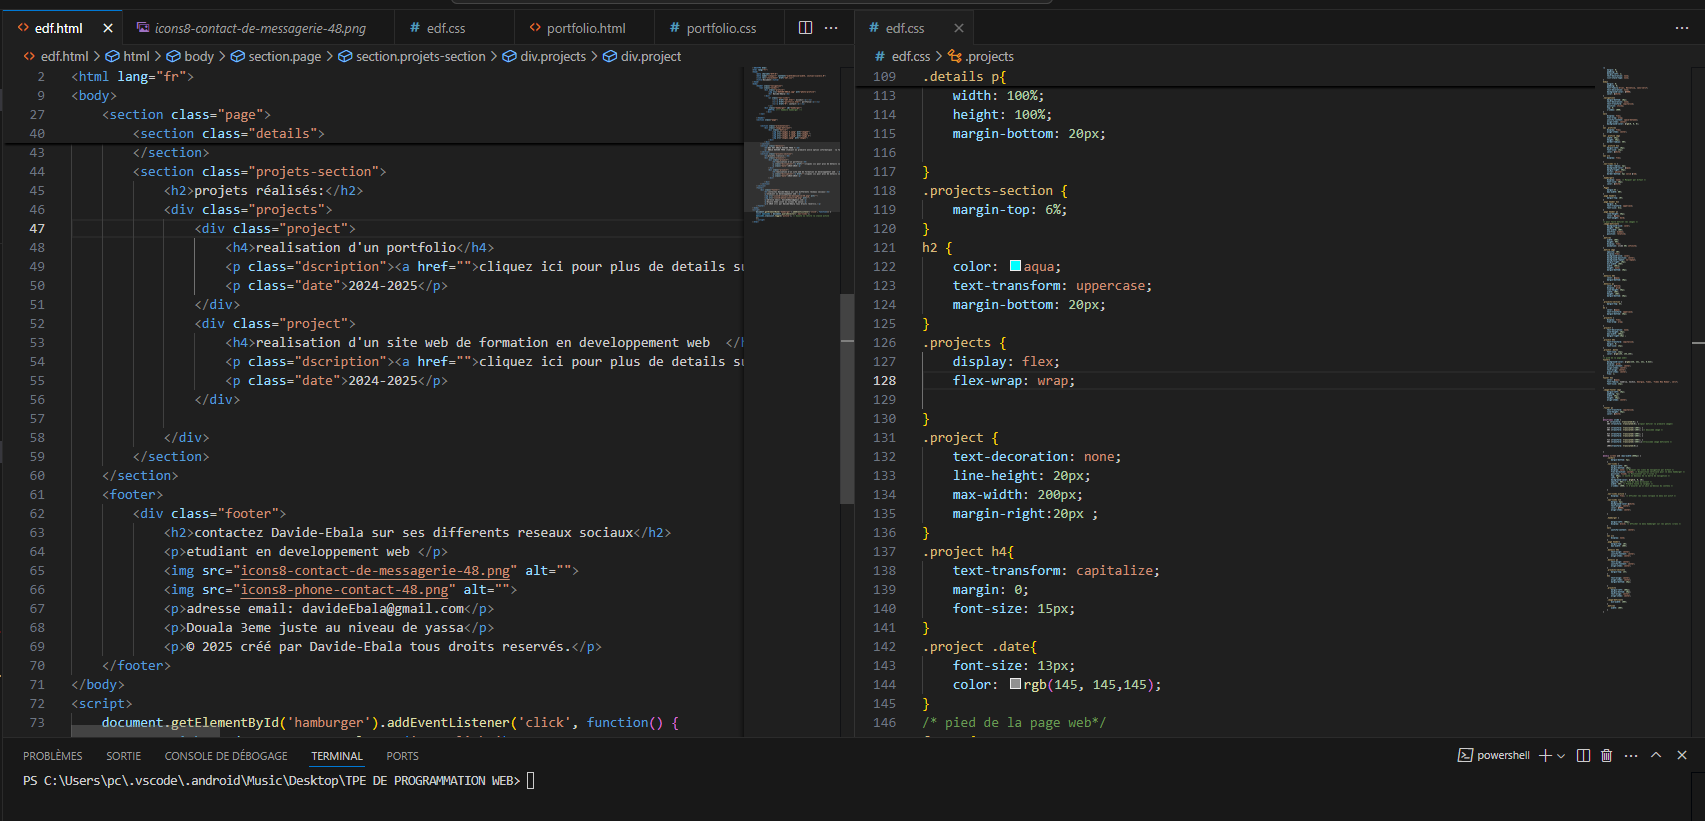 edf.html
icons8-contact-de-messagerie-48.png
# edf.css
portfolio.html
# portfolio.css
edf.html > html > body > section.page > section.projets-section > div.projects > div.project
2 <html lang="fr">
9 <body>
27 <section class="page">
40 <section class="details">
43 </section>
44 <section class="projets-section">
45 <h2>projets réalisés:</h2>
46 <div class="projects">
47 <div class="project">
48 <h4>realisation d'un portfolio</h4>
49 <p class="dscription"><a href="">cliquez ici pour plus de details su
50 <p class="date">2024-2025</p>
51 </div>
52 <div class="project">
53 <h4>realisation d'un site web de formation en developpement web  </h
54 <p class="dscription"><a href="">cliquez ici pour plus de details su
55 <p class="date">2024-2025</p>
56 </div>
57
58 </div>
59 </section>
60 </section>
61 <footer>
62 <div class="footer">
63 <h2>contactez Davide-Ebala sur ses differents reseaux sociaux</h2>
64 <p>etudiant en developpement web </p>
65 <img src="icons8-contact-de-messagerie-48.png" alt="">
66 <img src="icons8-phone-contact-48.png" alt="">
67 <p>adresse email: davideEbala@gmail.com</p>
68 <p>Douala 3eme juste au niveau de yassa</p>
69 <p>© 2025 créé par Davide-Ebala tous droits reservés.</p>
70 </footer>
71 </body>
72 <script>
73 document.getElementById('hamburger').addEventListener('click', function() {
# edf.css
# edf.css > .projects
109 .details p{
113 width: 100%;
114 height: 100%;
115 margin-bottom: 20px;
116
117 }
118 .projects-section {
119 margin-top: 6%;
120 }
121 h2 {
122 color: aqua;
123 text-transform: uppercase;
124 margin-bottom: 20px;
125 }
126 .projects {
127 display: flex;
128 flex-wrap: wrap;
129
130 }
131 .project {
132 text-decoration: none;
133 line-height: 20px;
134 max-width: 200px;
135 margin-right:20px ;
136 }
137 .project h4{
138 text-transform: capitalize;
139 margin: 0;
140 font-size: 15px;
141 }
142 .project .date{
143 font-size: 13px;
144 color: rgb(145, 145,145);
145 }
146 /* pied de la page web*/
PROBLÈMES SORTIE CONSOLE DE DÉBOGAGE TERMINAL PORTS
powershell
PS C:\Users\pc\.vscode\.android\Music\Desktop\TPE DE PROGRAMMATION WEB>